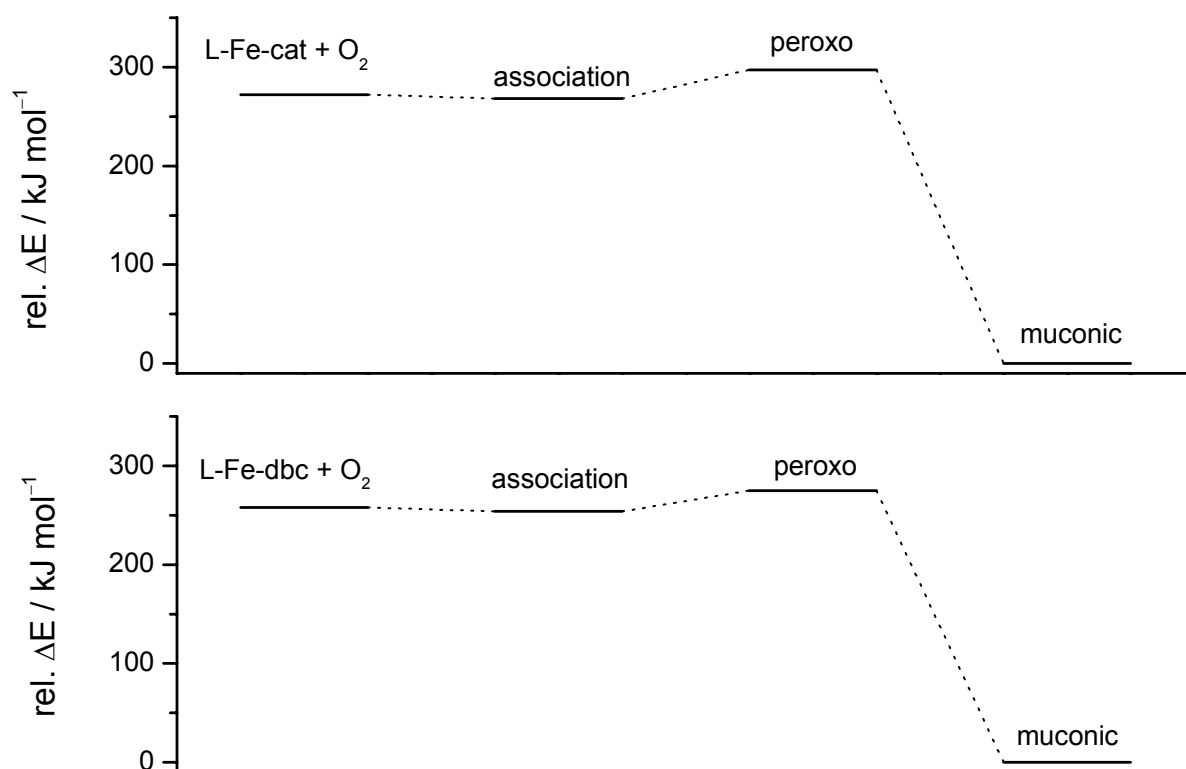 L-Fe-cat + O₂
association
peroxo
muconic
300
200
100
0
rel. ΔE / kJ mol⁻¹
L-Fe-dbc + O₂
association
peroxo
muconic
300
200
100
0
rel. ΔE / kJ mol⁻¹